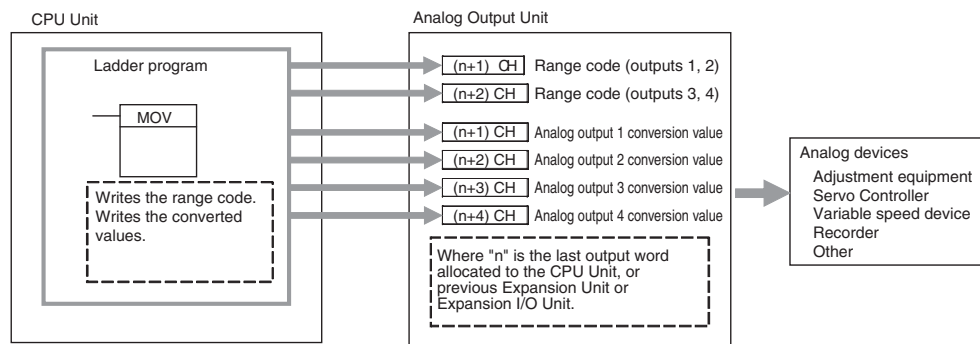 CPU Unit
Analog Output Unit
Ladder program
MOV
Writes the range code.
Writes the converted
values.
(n+1) CH Range code (outputs 1, 2)
(n+2) CH Range code (outputs 3, 4)
(n+1) CH Analog output 1 conversion value
(n+2) CH Analog output 2 conversion value
(n+3) CH Analog output 3 conversion value
(n+4) CH Analog output 4 conversion value
Where "n" is the last output word
allocated to the CPU Unit, or
previous Expansion Unit or
Expansion I/O Unit.
Analog devices
Adjustment equipment
Servo Controller
Variable speed device
Recorder
Other